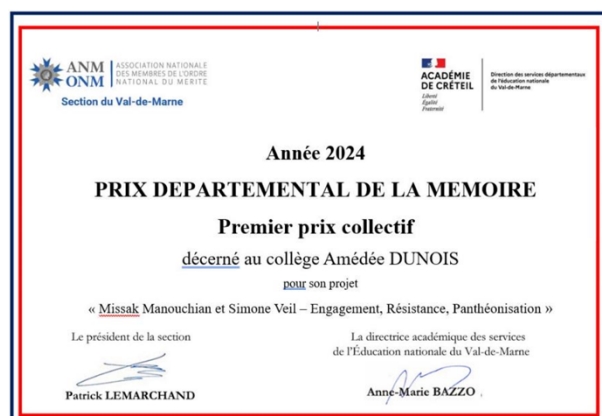 ANM
ONM
ASSOCIATION NATIONALE
DES MEMBRES DE L'ORDRE
NATIONAL DU MERITE
Section du Val-de-Marne
ACADÉMIE
DE CRÉTEIL
Liberté
Égalité
Fraternité
Direction des services départementaux
de l'éducation nationale
du Val-de-Marne
Année 2024
PRIX DEPARTEMENTAL DE LA MEMOIRE
Premier prix collectif
décerné au collège Amédée DUNOIS
pour son projet
« Missak Manouchian et Simone Veil – Engagement, Résistance, Panthéonisation »
Le président de la section
Patrick LEMARCHAND
La directrice académique des services
de l'Éducation nationale du Val-de-Marne
Anne-Marie BAZZO